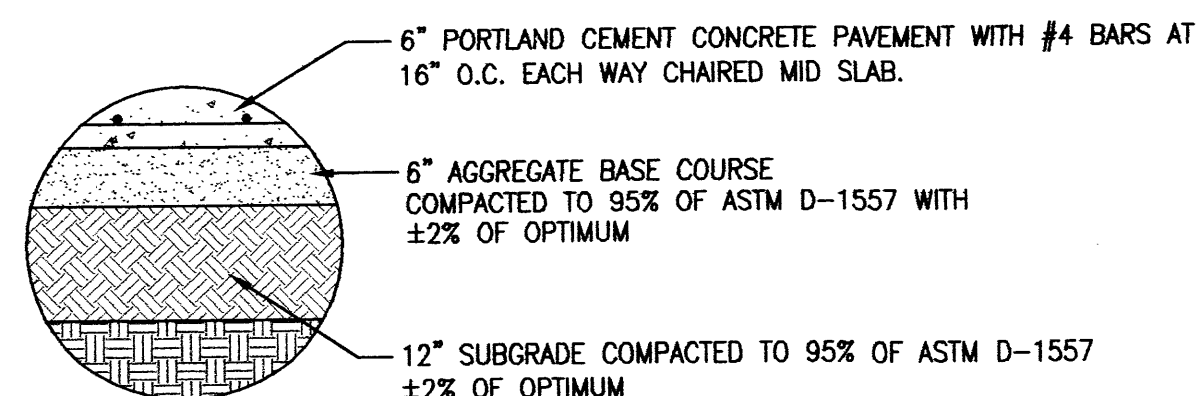 6" PORTLAND CEMENT CONCRETE PAVEMENT WITH #4 BARS AT
16" O.C. EACH WAY CHAIRED MID SLAB.
6" AGGREGATE BASE COURSE
COMPACTED TO 95% OF ASTM D-1557 WITH
±2% OF OPTIMUM
12" SUBGRADE COMPACTED TO 95% OF ASTM D-1557
±2% OF OPTIMUM